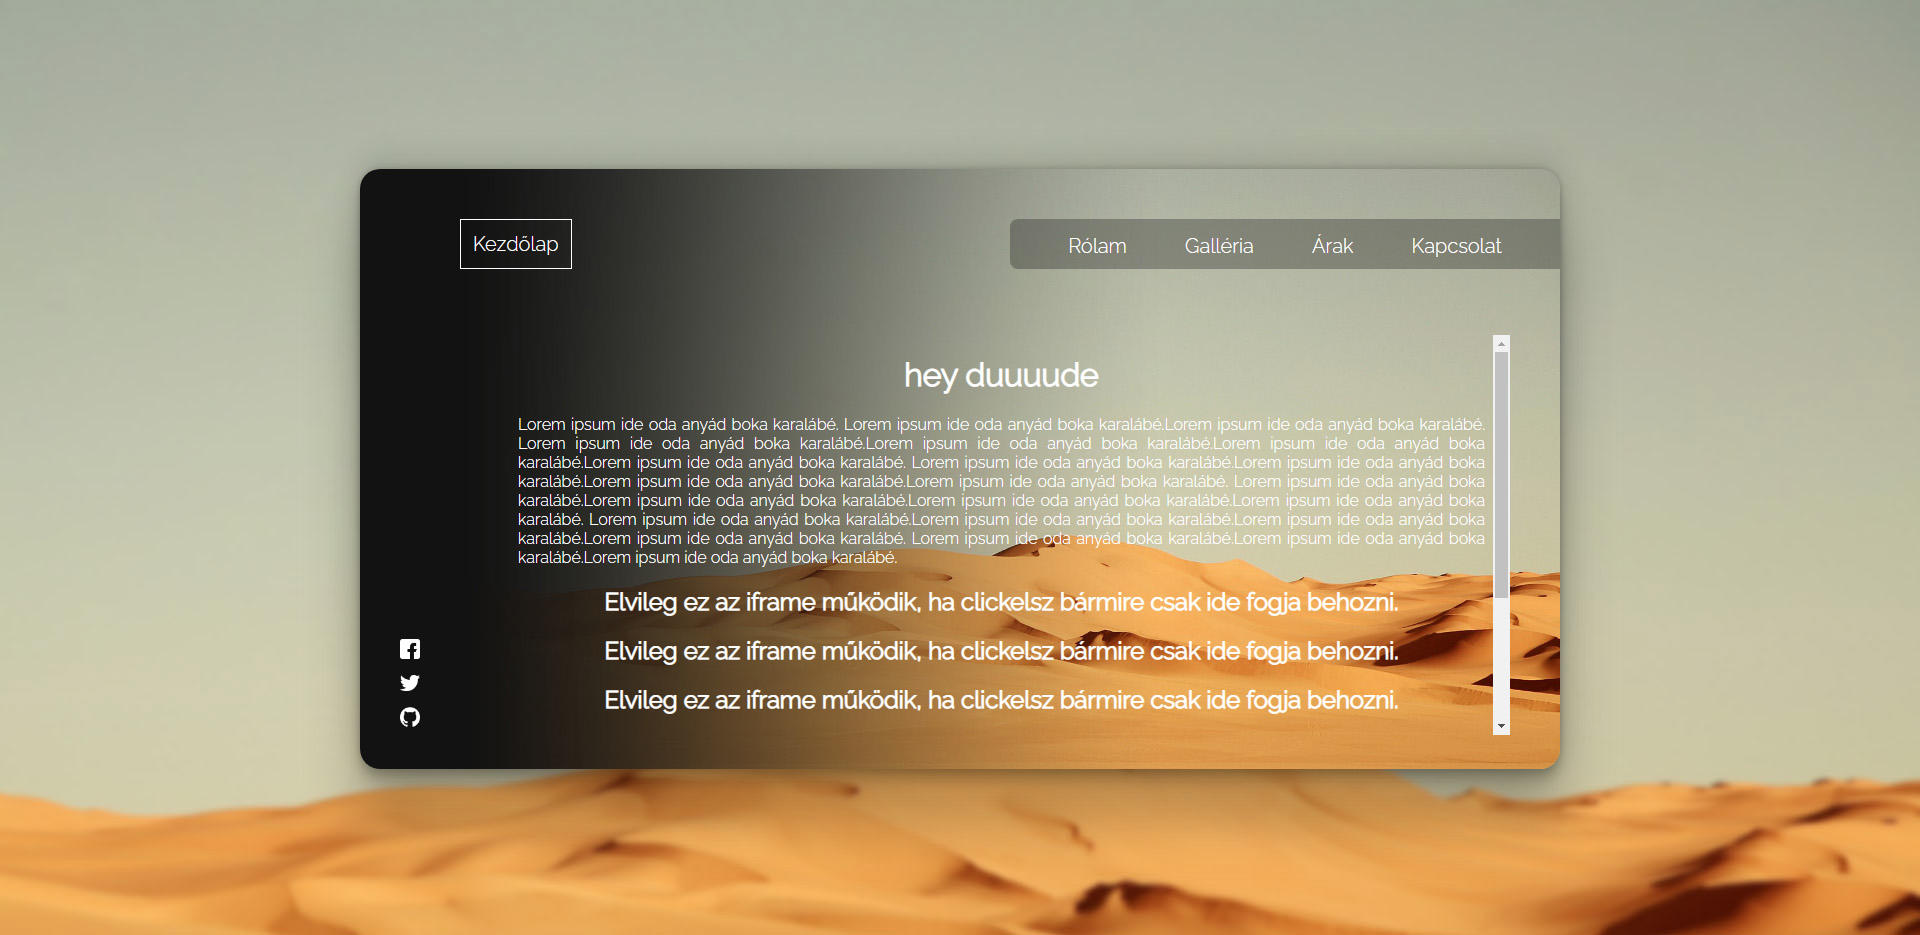 Kezdőlap
Rólam Galléria Árak Kapcsolat
hey duuuude
Lorem ipsum ide oda anyád boka karalábé. Lorem ipsum ide oda anyád boka karalábé.Lorem ipsum ide oda anyád boka karalábé.
Lorem ipsum ide oda anyád boka karalábé.Lorem ipsum ide oda anyád boka karalábé.Lorem ipsum ide oda anyád boka
karalábé.Lorem ipsum ide oda anyád boka karalábé. Lorem ipsum ide oda anyád boka karalábé.Lorem ipsum ide oda anyád boka
karalábé.Lorem ipsum ide oda anyád boka karalábé.Lorem ipsum ide oda anyád boka karalábé. Lorem ipsum ide oda anyád boka
karalábé.Lorem ipsum ide oda anyád boka karalábé.Lorem ipsum ide oda anyád boka karalábé.Lorem ipsum ide oda anyád boka
karalábé. Lorem ipsum ide oda anyád boka karalábé.Lorem ipsum ide oda anyád boka karalábé.Lorem ipsum ide oda anyád boka
karalábé.Lorem ipsum ide oda anyád boka karalábé. Lorem ipsum ide oda anyád boka karalábé.Lorem ipsum ide oda anyád boka
karalábé.Lorem ipsum ide oda anyád boka karalábé.
Elvileg ez az iframe működik, ha clickelsz bármire csak ide fogja behozni.
Elvileg ez az iframe működik, ha clickelsz bármire csak ide fogja behozni.
Elvileg ez az iframe működik, ha clickelsz bármire csak ide fogja behozni.